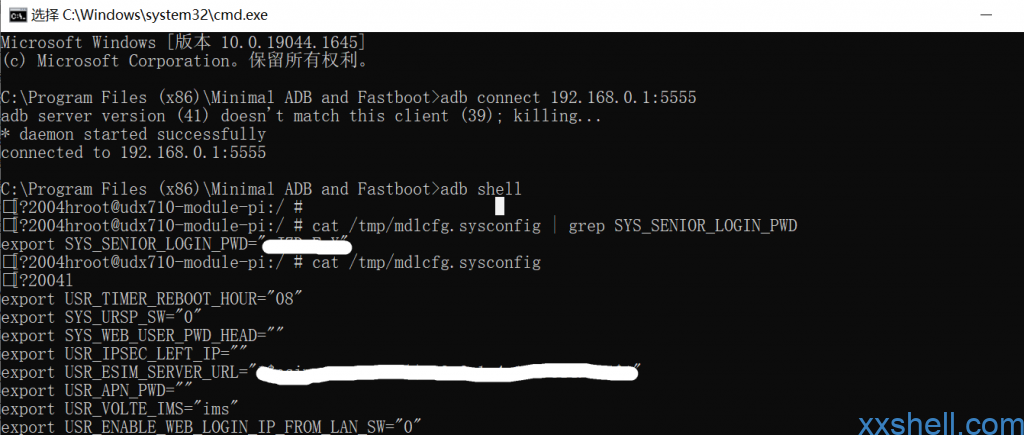 选择 C:\Windows\system32\cmd.exe
Microsoft Windows [版本 10.0.19044.1645]
(c) Microsoft Corporation。保留所有权利。
C:\Program Files (x86)\Minimal ADB and Fastboot>adb connect 192.168.0.1:5555
adb server version (41) doesn't match this client (39); killing...
* daemon started successfully
connected to 192.168.0.1:5555
C:\Program Files (x86)\Minimal ADB and Fastboot>adb shell
□[?2004hroot@udx710-module-pi:/ #
□[?2004hroot@udx710-module-pi:/ # cat /tmp/mdlcfg.sysconfig | grep SYS_SENIOR_LOGIN_PWD
export SYS_SENIOR_LOGIN_PWD="
□[?2004hroot@udx710-module-pi:/ # cat /tmp/mdlcfg.sysconfig
□[?2004l
export USR_TIMER_REBOOT_HOUR="08"
export SYS_URSP_SW="0"
export SYS_WEB_USER_PWD_HEAD=""
export USR_IPSEC_LEFT_IP=""
export USR_ESIM_SERVER_URL=" "
export USR_APN_PWD=""
export USR_VOLTE_IMS="ims"
export USR_ENABLE_WEB_LOGIN_IP_FROM_LAN_SW="0"
xxshell.com